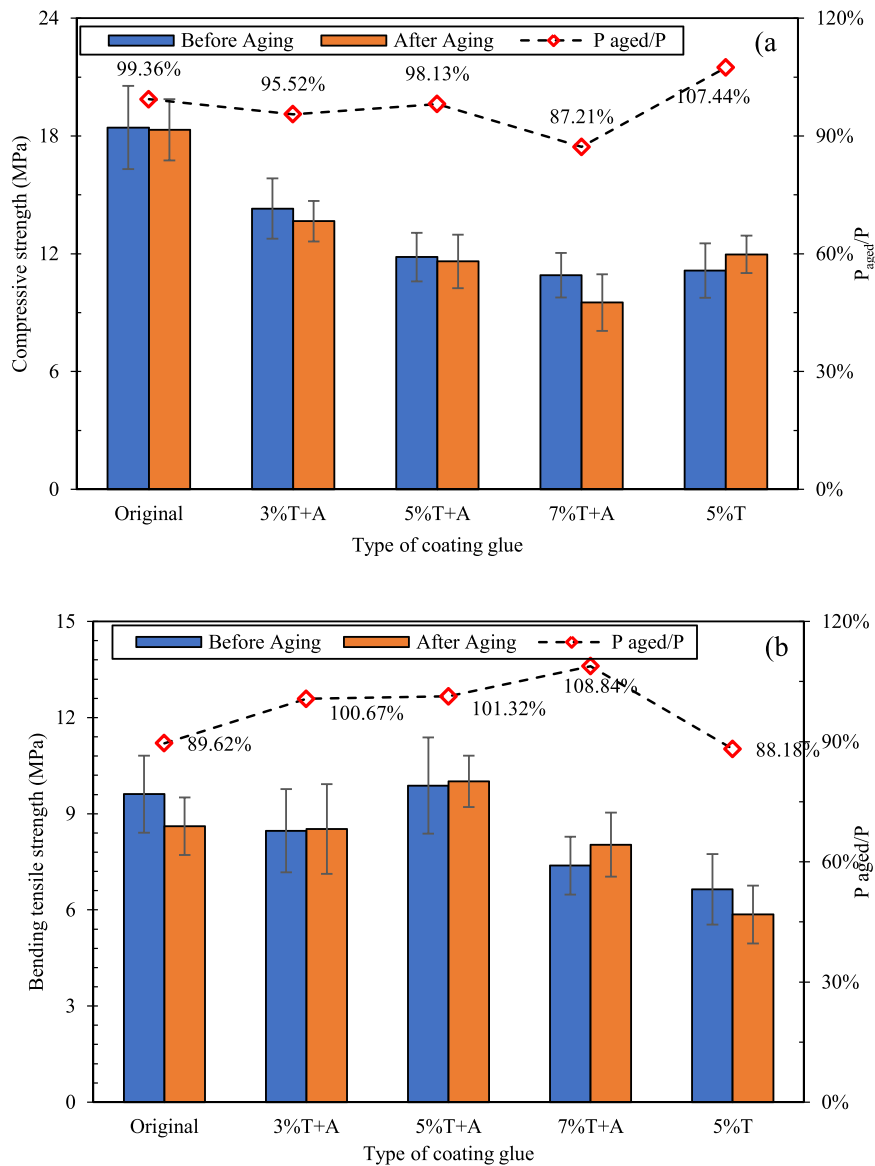 24
120%
Before Aging After Aging P aged/P
(a
99.36%
95.52%
98.13%
87.21%
107.44%
18
90%
12
60%
6
30%
0
0%
Compressive strength (MPa)
P aged/P
Original 3%T+A 5%T+A 7%T+A 5%T
Type of coating glue
15
120%
Before Aging After Aging P aged/P
(b
89.62%
100.67%
101.32%
108.84%
88.18%
12
90%
9
60%
6
30%
3
0
0%
Bending tensile strength (MPa)
P aged/P
Original 3%T+A 5%T+A 7%T+A 5%T
Type of coating glue